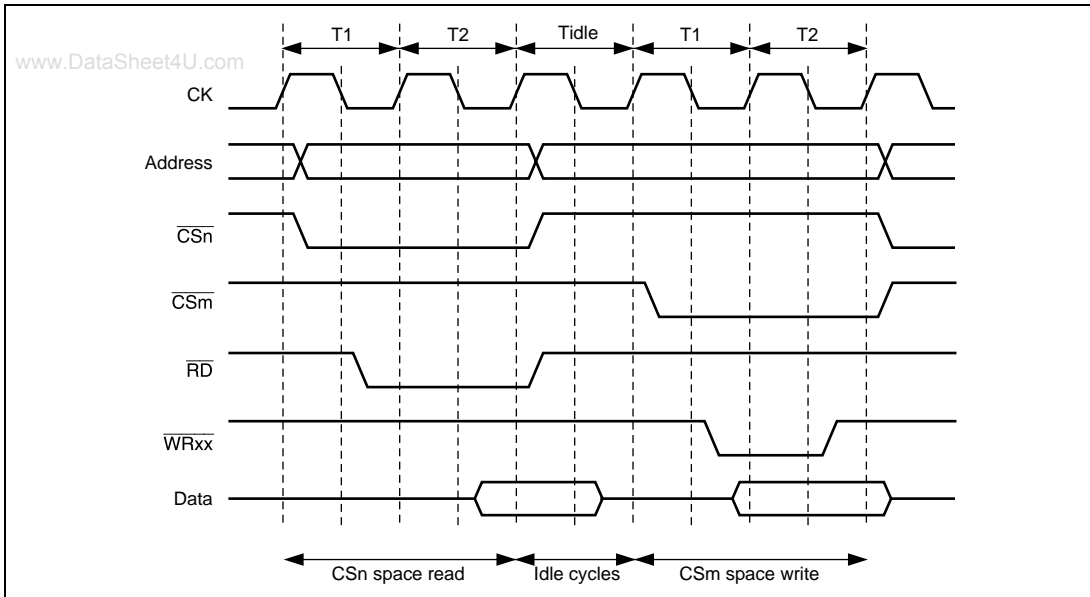 T1 T2 Tidle T1 T2
www.DataSheet4U.com
CK
Address
CSn
CSm
RD
WRxx
Data
CSn space read Idle cycles CSm space write